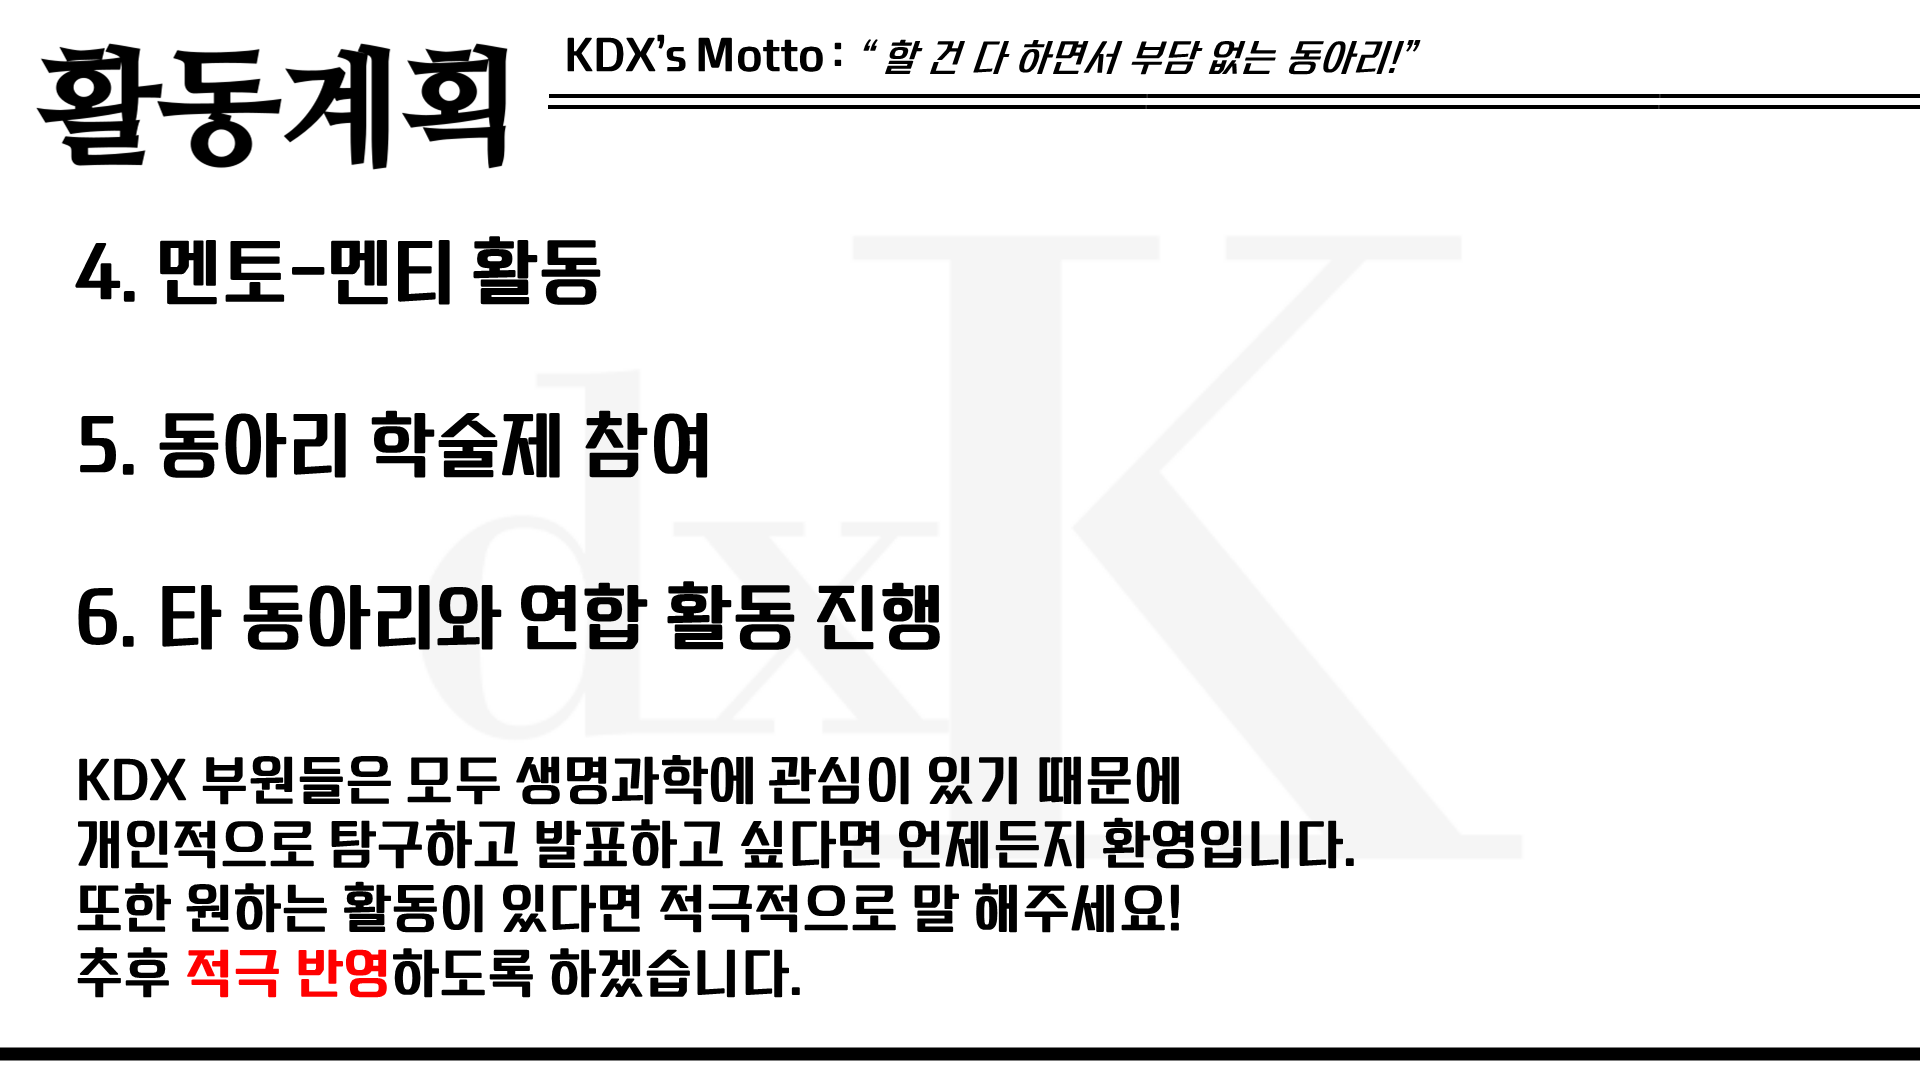 활동계획
KDX's Motto : “ 할 건 다 하면서 부담 없는 동아리!”
4. 멘토-멘티 활동
5. 동아리 학술제 참여
6. 타 동아리와 연합 활동 진행
KDX 부원들은 모두 생명과학에 관심이 있기 때문에
개인적으로 탐구하고 발표하고 싶다면 언제든지 환영입니다.
또한 원하는 활동이 있다면 적극적으로 말 해주세요!
추후 적극 반영하도록 하겠습니다.
dxK